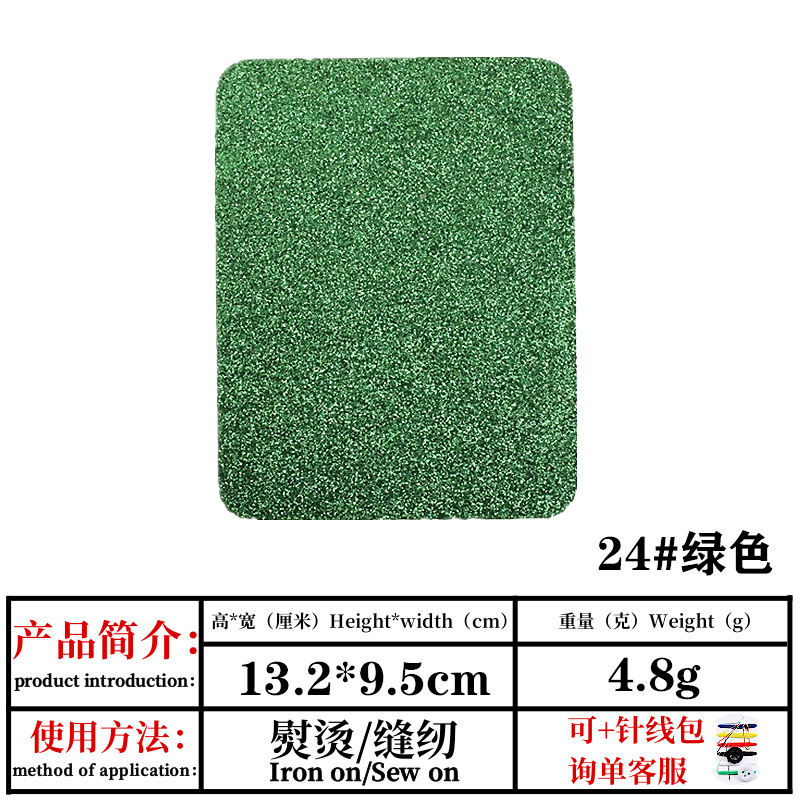 24#绿色
产品简介：
product introduction:
高*宽（厘米）Height*width（cm）
重量（克）Weight（g）
13.2*9.5cm
4.8g
使用方法：
method of application:
熨烫/缝纫
Iron on/Sew on
可+针线包
询单客服